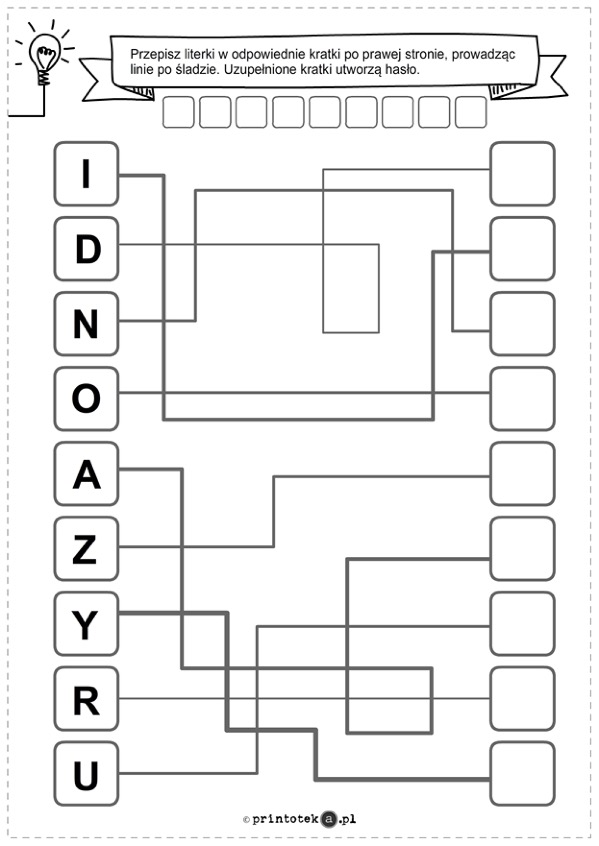 Przepisz literki w odpowiednie kratki po prawej stronie, prowadząc
linie po śladzie. Uzupełnione kratki utworzą hasło.
I
D
N
O
A
Z
Y
R
U
© printoteka.pl